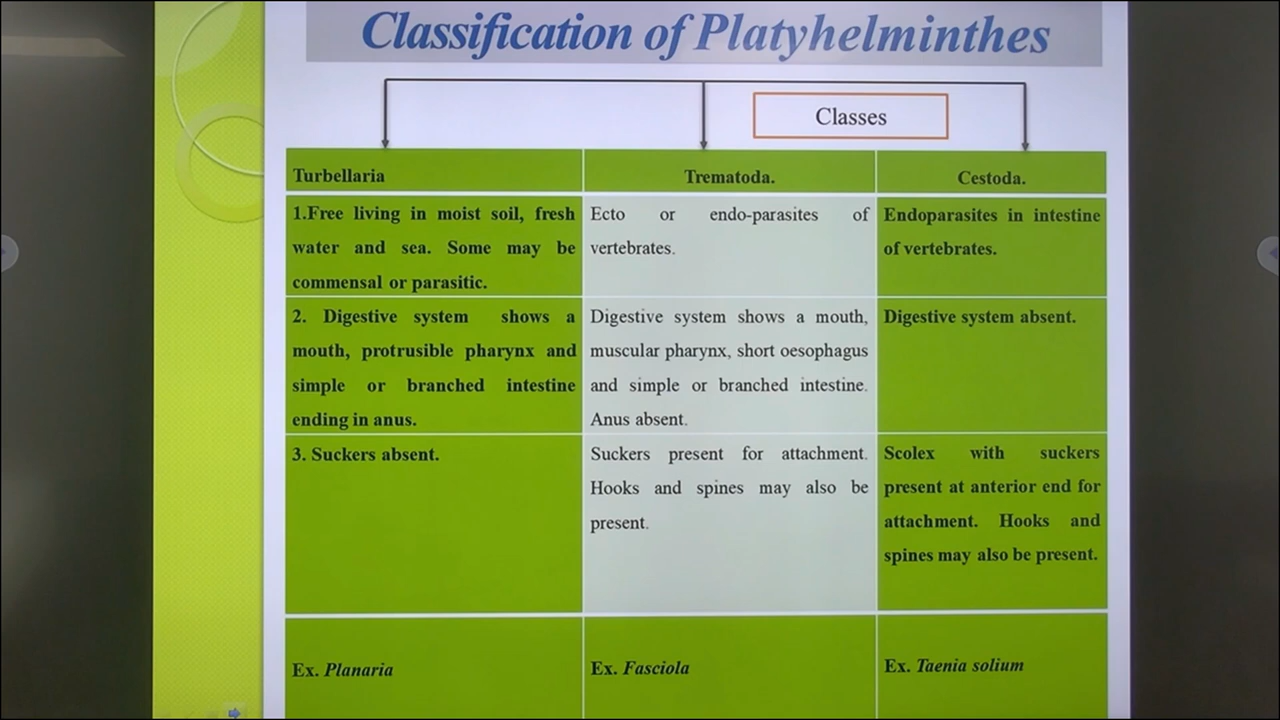 Classification of Platyhelminthes
Classes
Turbellaria
Trematoda.
Cestoda.
1.Free living in moist soil, fresh
water and sea. Some may be
commensal or parasitic.
Ecto or endo-parasites of
vertebrates.
Endoparasites in intestine
of vertebrates.
2. Digestive system shows a
mouth, protrusible pharynx and
simple or branched intestine
ending in anus.
Digestive system shows a mouth,
muscular pharynx, short oesophagus
and simple or branched intestine.
Anus absent.
Digestive system absent.
3. Suckers absent.
Suckers present for attachment.
Hooks and spines may also be
present.
Scolex with suckers
present at anterior end for
attachment. Hooks and
spines may also be present.
Ex. Planaria
Ex. Fasciola
Ex. Taenia solium